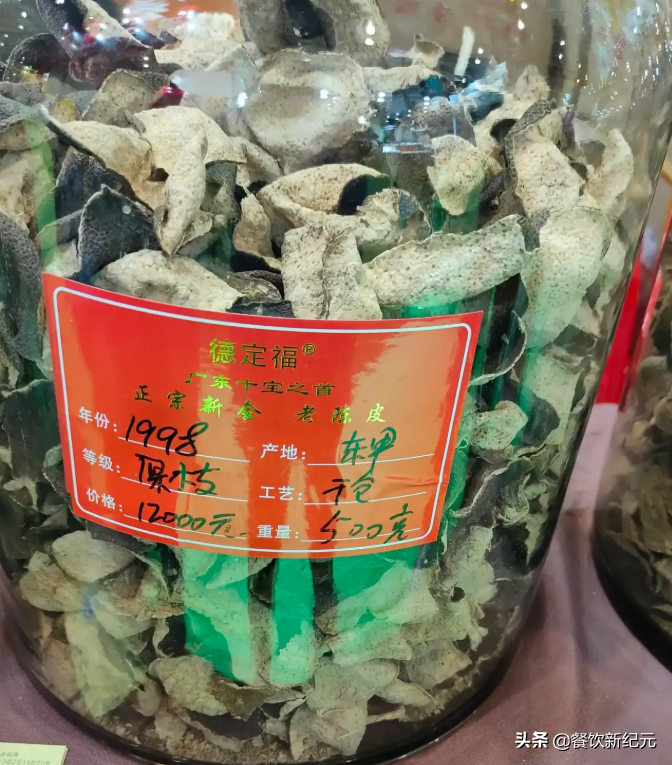 德定福®
广东十宝之首
正宗新会 老陈皮
年份：1998 产地：东甲
等级：圈水枝 工艺：干仓
价格：12000元 重量：500克
头条 @餐饮新纪元